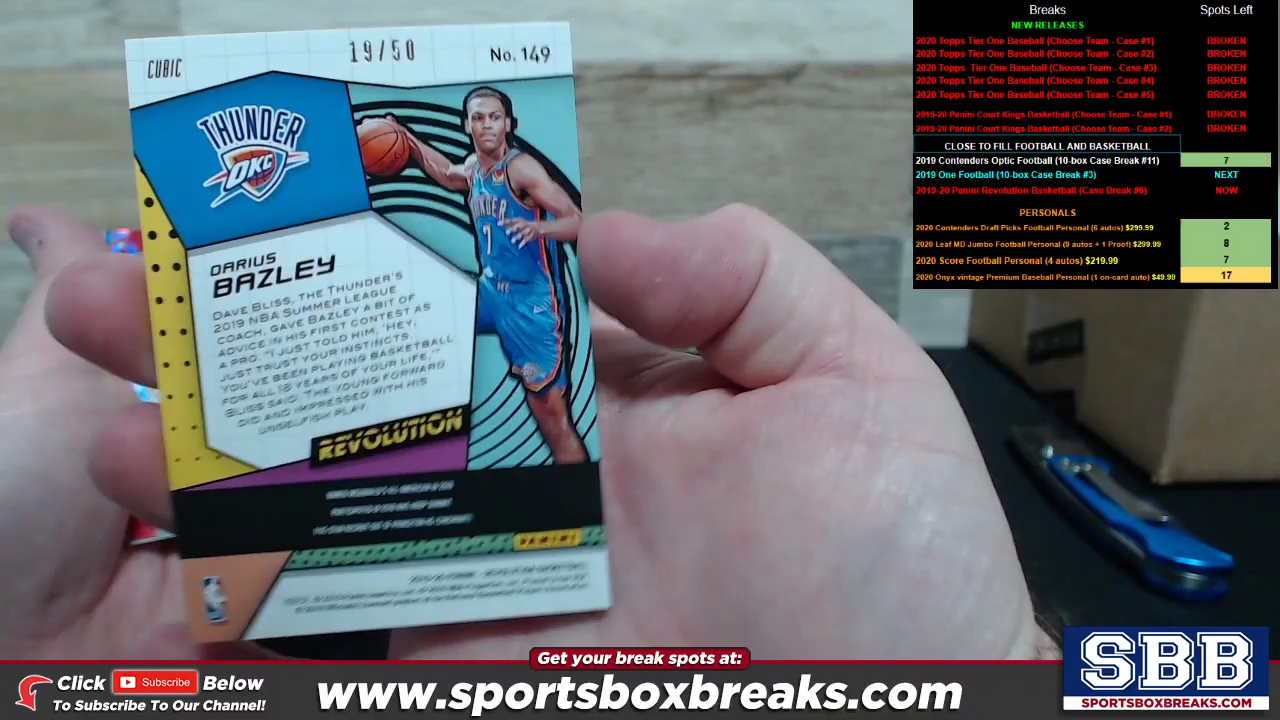 CUBIC
19/50
No. 149
THUNDER
OKC
DARIUS
BAZLEY
DAVE BLISS, THE THUNDER'S
2019 NBA SUMMER LEAGUE
COACH, GAVE BAZLEY A BIT OF
ADVICE IN HIS FIRST CONTEST AS
A PRO. "I JUST TOLD HIM, 'HEY,
JUST TRUST YOUR INSTINCTS.
YOU'VE BEEN PLAYING BASKETBALL
FOR ALL 18 YEARS OF YOUR LIFE,'"
BLISS SAID. THE YOUNG FORWARD
DID AND IMPRESSED WITH HIS
UNSELFISH PLAY.
REVOLUTION
PANINI
THUNDER
7
Breaks Spots Left
NEW RELEASES
2020 Topps Tier One Baseball (Choose Team - Case #1) BROKEN
2020 Topps Tier One Baseball (Choose Team - Case #2) BROKEN
2020 Topps Tier One Baseball (Choose Team - Case #3) BROKEN
2020 Topps Tier One Baseball (Choose Team - Case #4) BROKEN
2020 Topps Tier One Baseball (Choose Team - Case #5) BROKEN
2019-20 Panini Court Kings Basketball (Choose Team - Case #1) BROKEN
2019-20 Panini Court Kings Basketball (Choose Team - Case #2) BROKEN
CLOSE TO FILL FOOTBALL AND BASKETBALL
2019 Contenders Optic Football (10-box Case Break #11) 7
2019 One Football (10-box Case Break #3) NEXT
2019-20 Panini Revolution Basketball (Case Break #6) NOW
PERSONALS
2020 Contenders Draft Picks Football Personal (6 autos) $299.99 2
2020 Leaf MD Jumbo Football Personal (9 autos + 1 Proof) $299.99 8
2020 Score Football Personal (4 autos) $219.99 7
2020 Onyx vintage Premium Baseball Personal (1 on-card auto) $49.99 17
Get your break spots at:
Click Subscribe Below
To Subscribe To Our Channel!
www.sportsboxbreaks.com
SBB
SPORTSBOXBREAKS.COM